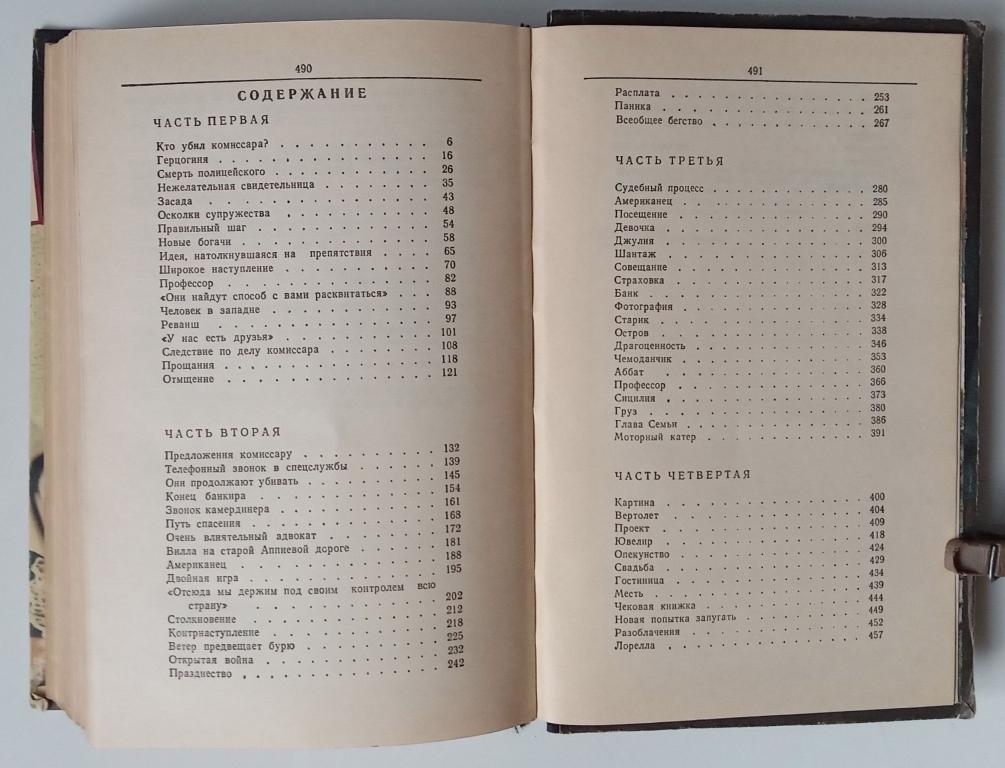 490
СОДЕРЖАНИЕ
ЧАСТЬ ПЕРВАЯ
Кто убил комиссара? . . . . . . . . . . . 6
Герцогиня . . . . . . . . . . . . . 16
Смерть полицейского . . . . . . . . . . . 26
Нежелательная свидетельница . . . . . . . . 35
Засада . . . . . . . . . . . . . . 43
Осколки супружества . . . . . . . . . . . 48
Правильный шаг . . . . . . . . . . . . 54
Новые богачи . . . . . . . . . . . . . 58
Идея, натолкнувшаяся на препятствия . . . . . 65
Широкое наступление . . . . . . . . . . . 70
Профессор . . . . . . . . . . . . . 82
«Они найдут способ с вами расквитаться» . . . 88
Человек в западне . . . . . . . . . . . . 93
Реванш . . . . . . . . . . . . . . 97
«У нас есть друзья» . . . . . . . . . . . 101
Следствие по делу комиссара . . . . . . . . 108
Прощания . . . . . . . . . . . . . 118
Отмщение . . . . . . . . . . . . . 121
ЧАСТЬ ВТОРАЯ
Предложения комиссару . . . . . . . . . . 132
Телефонный звонок в спецслужбы . . . . . . 139
Они продолжают убивать . . . . . . . . . . 145
Конец банкира . . . . . . . . . . . . 154
Звонок камердинера . . . . . . . . . . . 161
Путь спасения . . . . . . . . . . . . 168
Очень влиятельный адвокат . . . . . . . . 172
Вилла на старой Аппиевой дороге . . . . . . 181
Американец . . . . . . . . . . . . . 188
Двойная игра . . . . . . . . . . . . 195
«Отсюда мы держим под своим контролем всю
страну» . . . . . . . . . . . . 202
Столкновение . . . . . . . . . . . . 212
Контрнаступление . . . . . . . . . . . 218
Ветер предвещает бурю . . . . . . . . . . 225
Открытая война . . . . . . . . . . . . 232
Празднество . . . . . . . . . . . . . 242
491
Расплата . . . . . . . . . . . . . . 253
Паника . . . . . . . . . . . . . . 261
Всеобщее бегство . . . . . . . . . . . . 267
ЧАСТЬ ТРЕТЬЯ
Судебный процесс . . . . . . . . . . . . 280
Американец . . . . . . . . . . . . . 285
Посещение . . . . . . . . . . . . . 290
Девочка . . . . . . . . . . . . . . 294
Джулия . . . . . . . . . . . . . . 300
Шантаж . . . . . . . . . . . . . . 306
Совещание . . . . . . . . . . . . . 313
Страховка . . . . . . . . . . . . . 317
Банк . . . . . . . . . . . . . . . 322
Фотография . . . . . . . . . . . . . 328
Старик . . . . . . . . . . . . . . 334
Остров . . . . . . . . . . . . . . 338
Драгоценность . . . . . . . . . . . . 346
Чемоданчик . . . . . . . . . . . . . 353
Аббат . . . . . . . . . . . . . . 360
Профессор . . . . . . . . . . . . . 366
Сицилия . . . . . . . . . . . . . . 373
Груз . . . . . . . . . . . . . . . 380
Глава Семьи . . . . . . . . . . . . . 386
Моторный катер . . . . . . . . . . . . 391
ЧАСТЬ ЧЕТВЕРТАЯ
Картина . . . . . . . . . . . . . . 400
Вертолет . . . . . . . . . . . . . . 404
Проект . . . . . . . . . . . . . . 409
Ювелир . . . . . . . . . . . . . . 418
Опекунство . . . . . . . . . . . . . 424
Свадьба . . . . . . . . . . . . . . 429
Гостиница . . . . . . . . . . . . . 434
Месть . . . . . . . . . . . . . . 439
Чековая книжка . . . . . . . . . . . . 444
Новая попытка запугать . . . . . . . . . 449
Разоблачения . . . . . . . . . . . . . 452
Лорелла . . . . . . . . . . . . . . 457